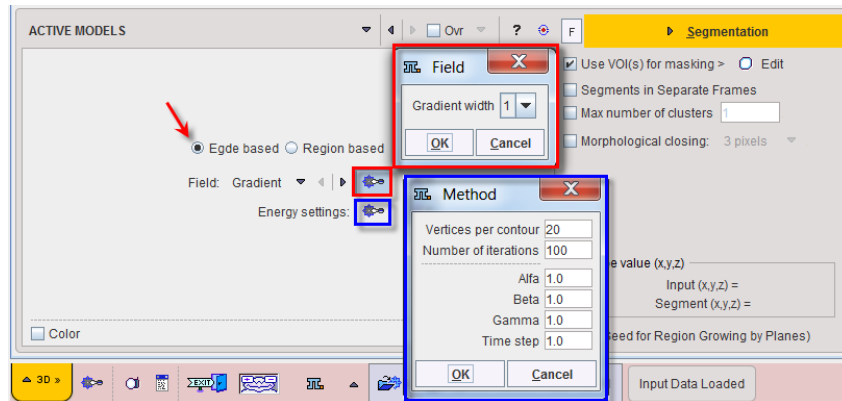 ACTIVE MODELS
Ovr
?
F
Segmentation
Field
Gradient width 1
OK
Cancel
Use VOI(s) for masking >
Edit
Segments in Separate Frames
Max number of clusters 1
Morphological closing: 3 pixels
Egde based
Region based
Field: Gradient
Energy settings:
Method
Vertices per contour 20
Number of iterations 100
Alfa 1.0
Beta 1.0
Gamma 1.0
Time step 1.0
OK
Cancel
value (x,y,z)
Input (x,y,z) =
Segment (x,y,z) =
Seed for Region Growing by Planes)
Color
3D »
EXIT
Input Data Loaded